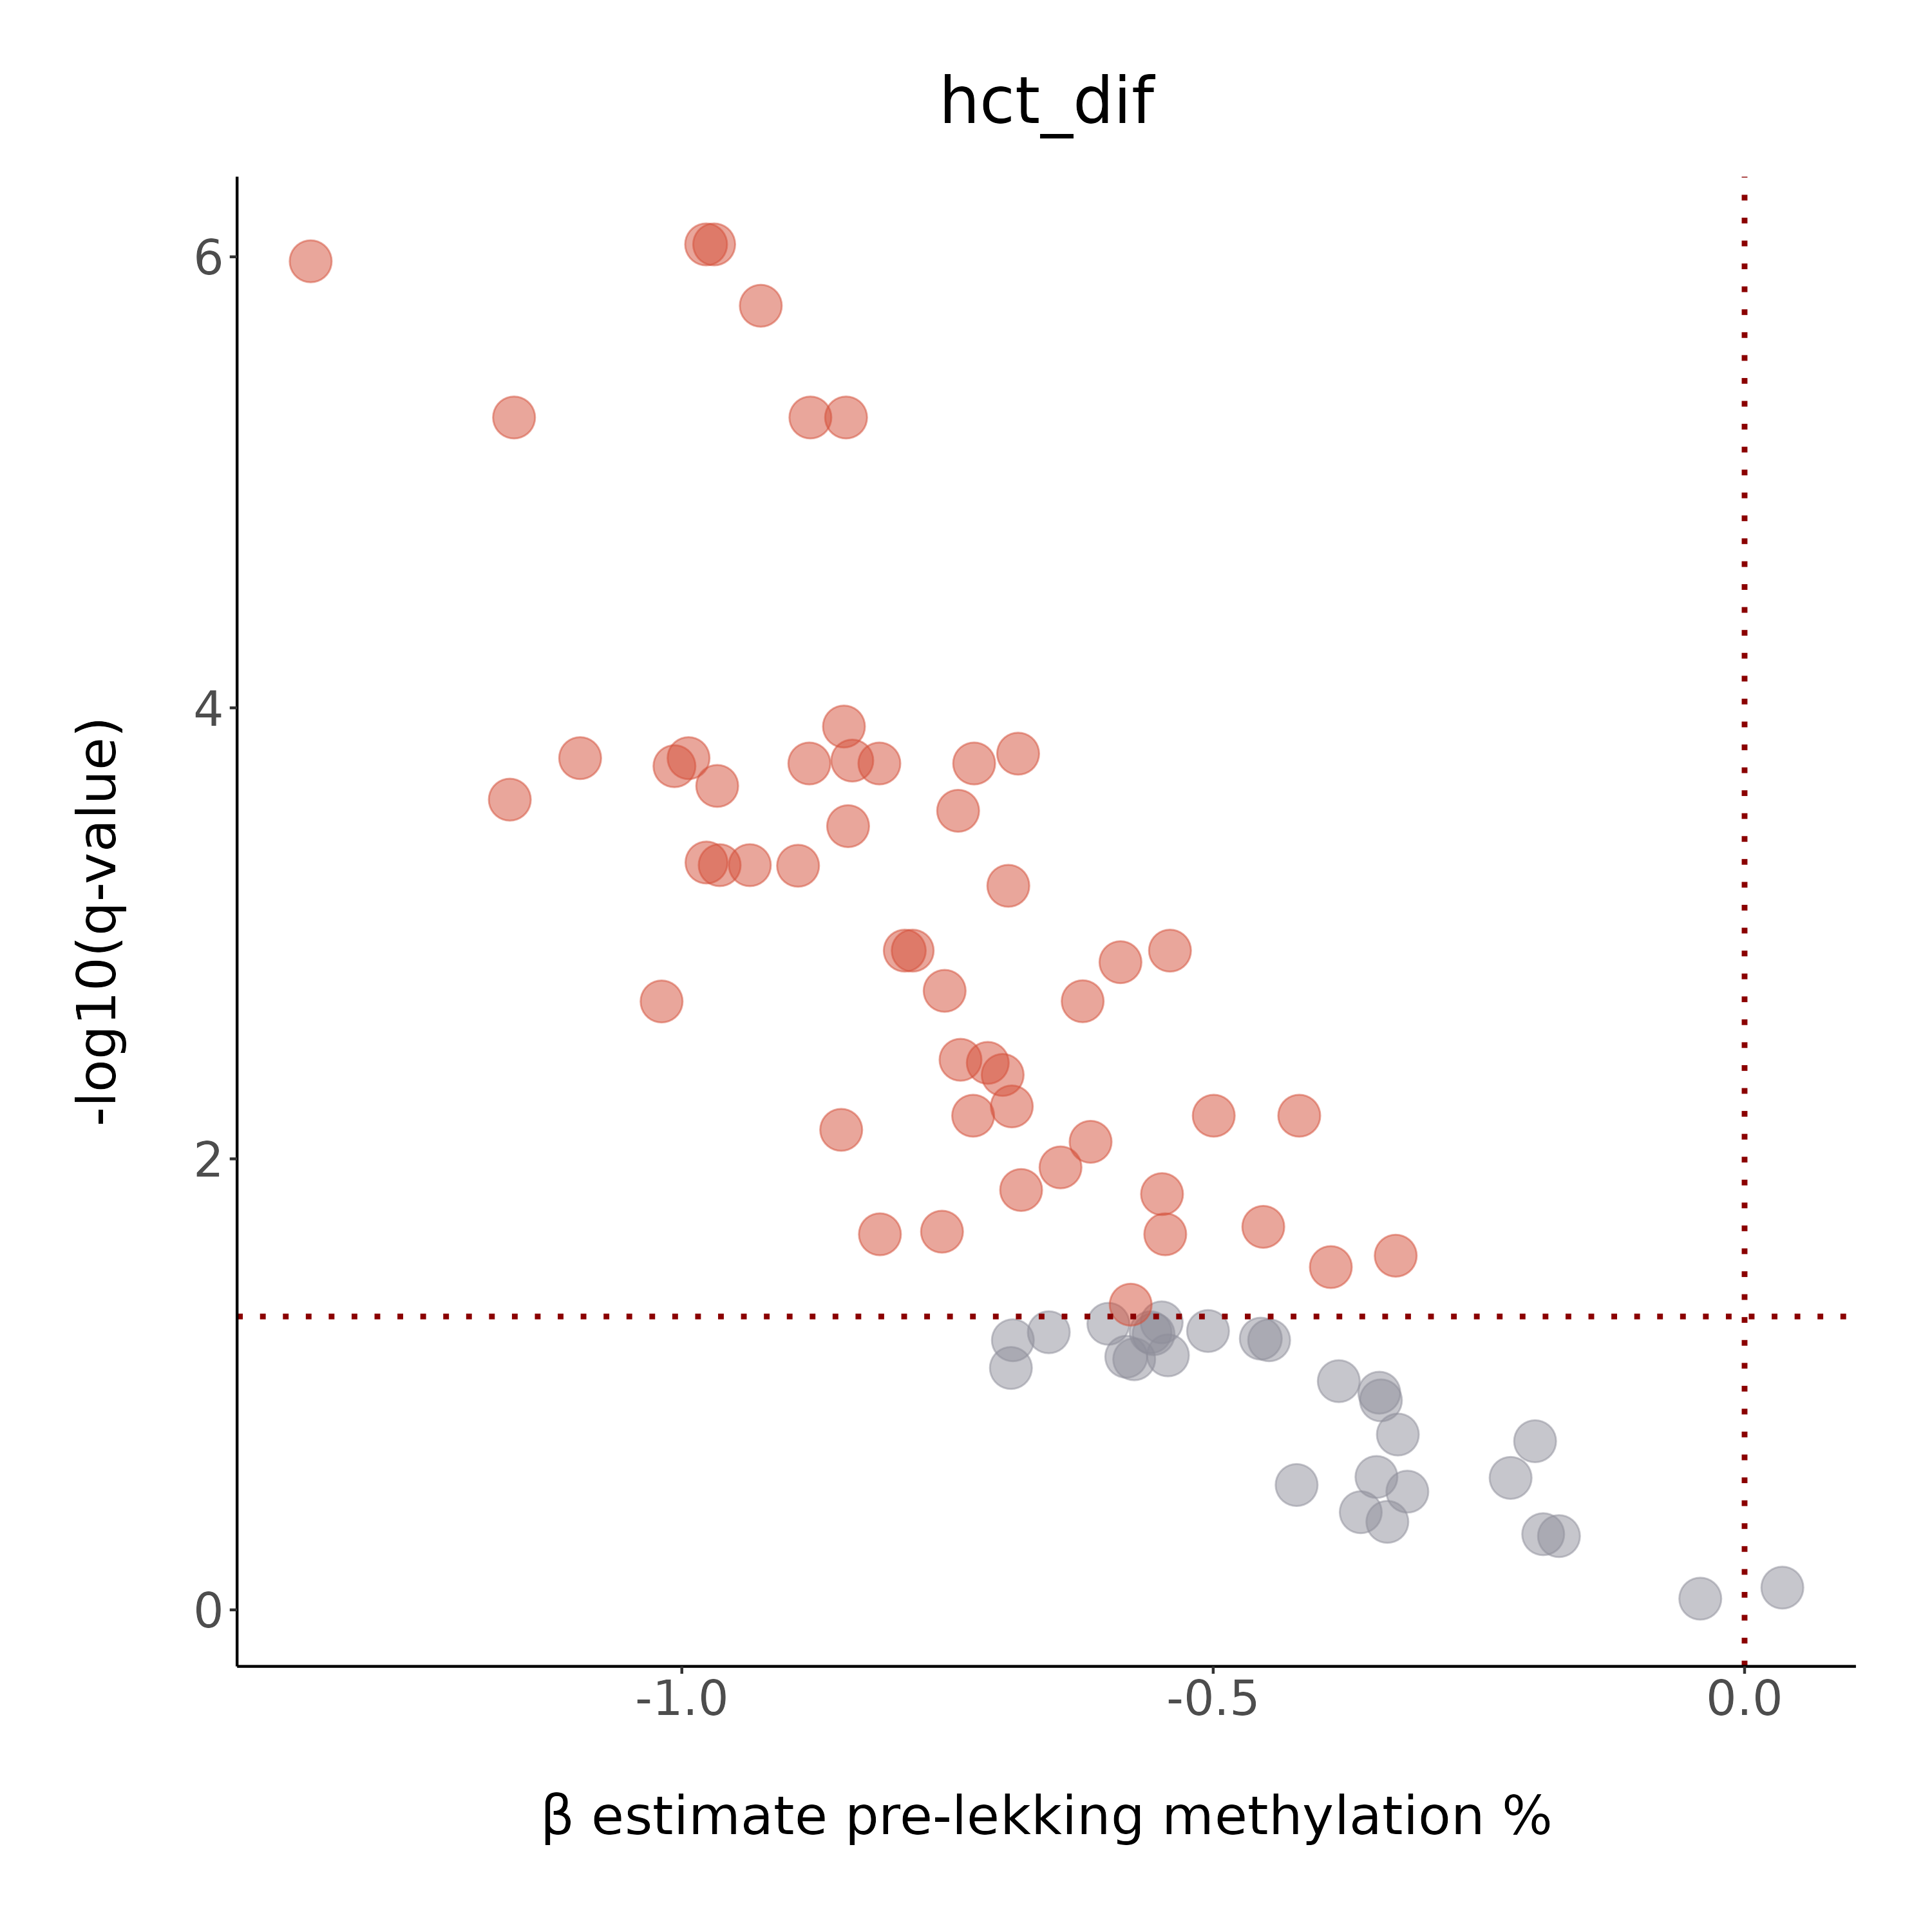 hct_dif
6
4
2
0
-log10(q-value)
-1.0
-0.5
0.0
β estimate pre-lekking methylation %